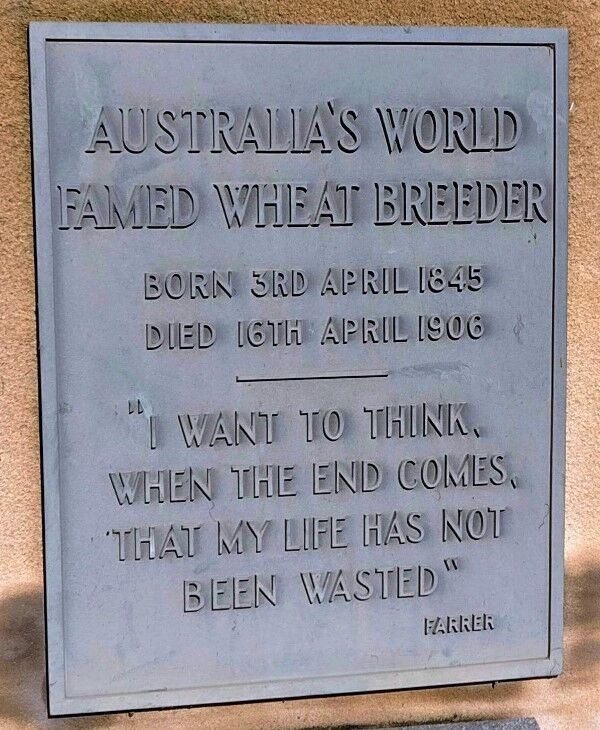 AUSTRALIA'S WORLD
FAMED WHEAT BREEDER
BORN 3RD APRIL 1845
DIED 16TH APRIL 1906
"I WANT TO THINK,
WHEN THE END COMES,
THAT MY LIFE HAS NOT
BEEN WASTED"
FARRER